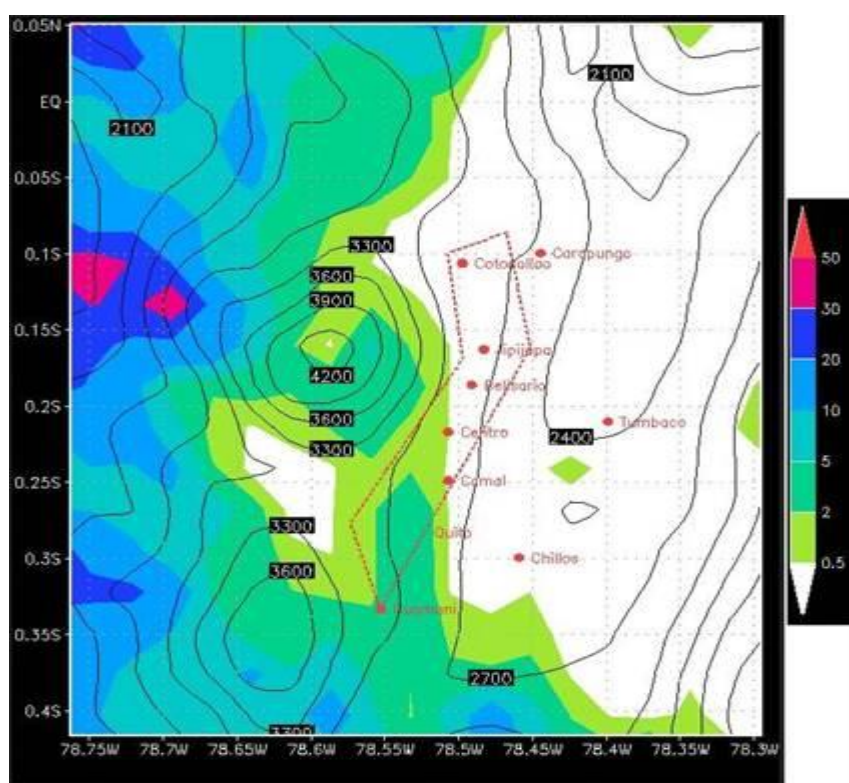 0.05N
2100
EQ
2100
0.05S
0.1S
3300
Carapungo
Cotocollao
3600
50
3900
30
0.15S
Jipijapa
20
4200
Belisario
0.2S
3600
10
Centro
Tumbaco
3300
2400
5
0.25S
Camal
2
3300
Quito
0.3S
3600
Chillos
0.5
0.35S
2700
0.4S
3300
78.75W 78.7W 78.65W 78.6W 78.55W 78.5W 78.45W 78.4W 78.35W 78.3W